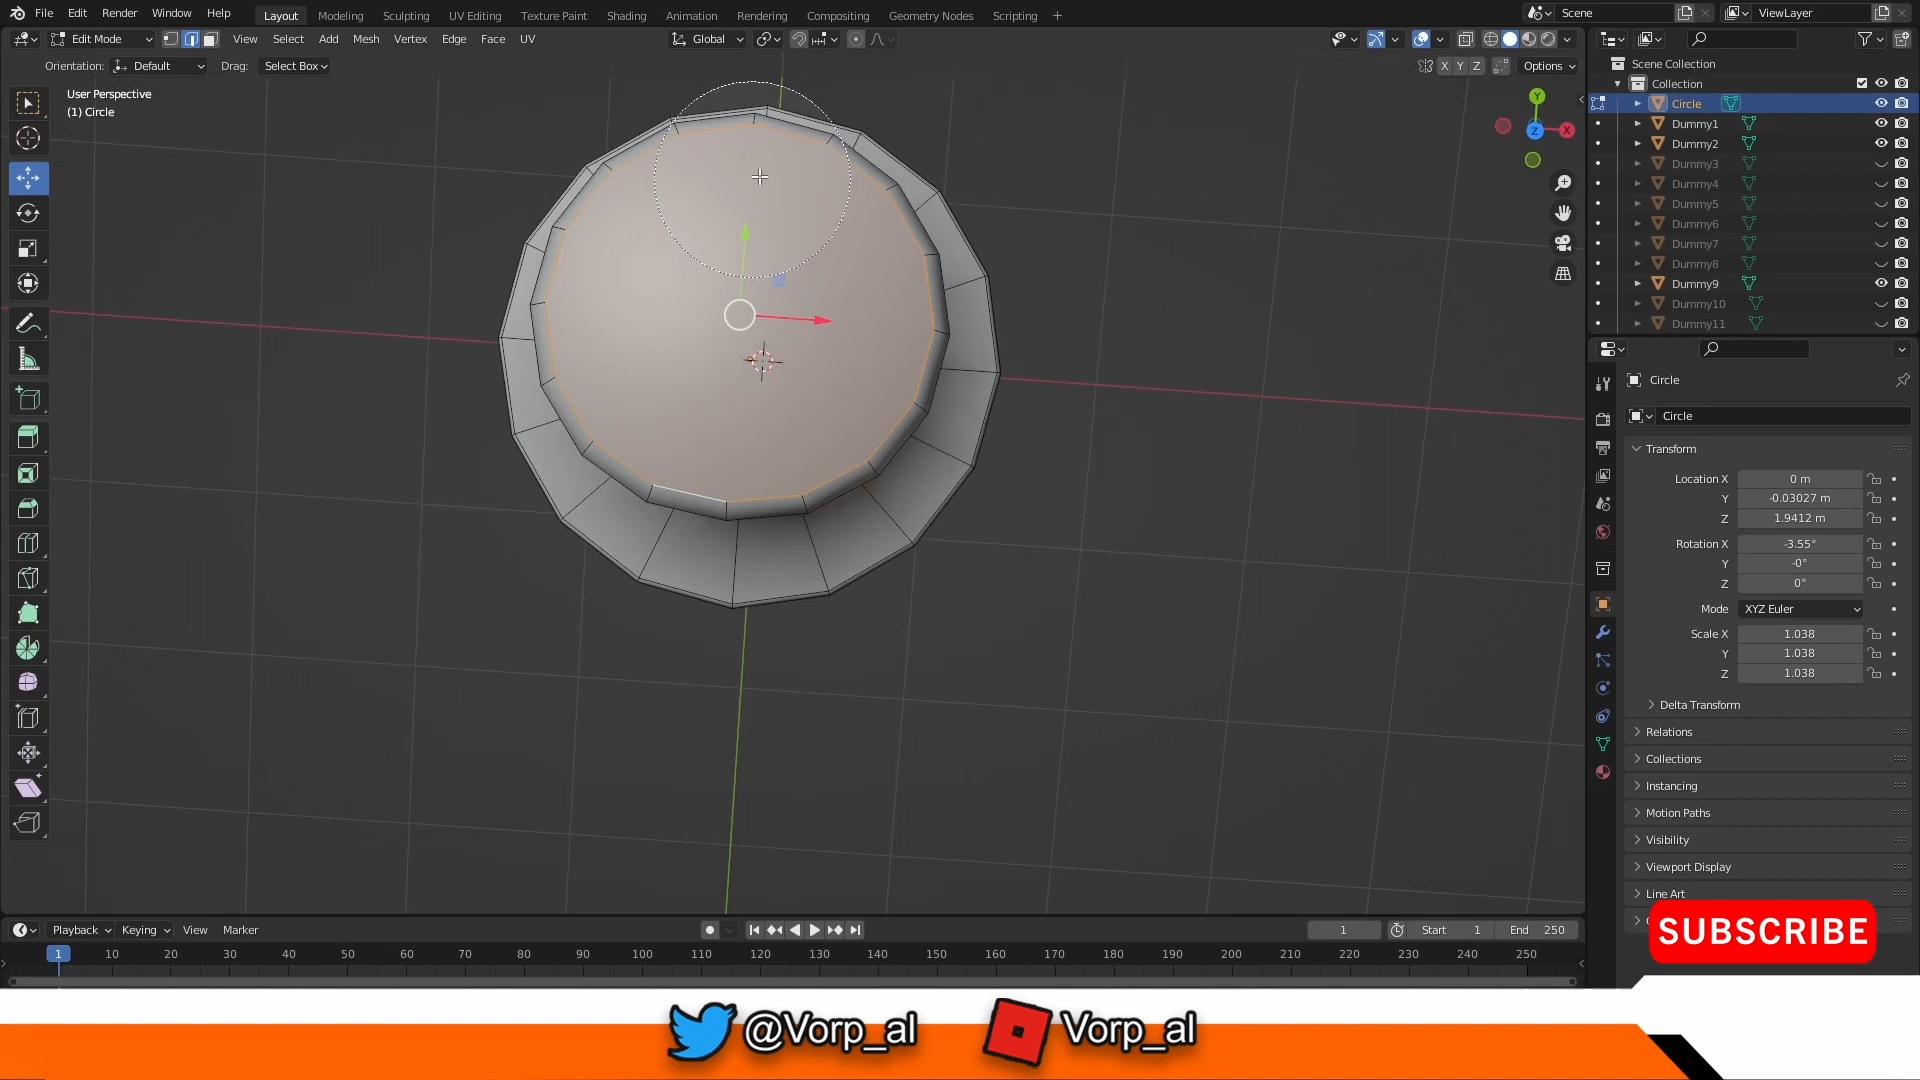 File Edit Render Window Help Layout Modeling Sculpting UV Editing Texture Paint Shading Animation Rendering Compositing Geometry Nodes Scripting + Scene ViewLayer
Edit Mode View Select Add Mesh Vertex Edge Face UV Global
Orientation: Default Drag: Select Box X Y Z Options
User Perspective
(1) Circle
Y
X
Z
Scene Collection
Collection
Circle
Dummy1
Dummy2
Dummy3
Dummy4
Dummy5
Dummy6
Dummy7
Dummy8
Dummy9
Dummy10
Dummy11
Circle
Circle
Transform
Location X 0 m
Y -0.03027 m
Z 1.9412 m
Rotation X -3.55°
Y -0°
Z 0°
Mode XYZ Euler
Scale X 1.038
Y 1.038
Z 1.038
Delta Transform
Relations
Collections
Instancing
Motion Paths
Visibility
Viewport Display
Line Art
SUBSCRIBE
Playback Keying View Marker 1 Start 1 End 250
1 10 20 30 40 50 60 70 80 90 100 110 120 130 140 150 160 170 180 190 200 210 220 230 240 250
@Vorp_al Vorp_al